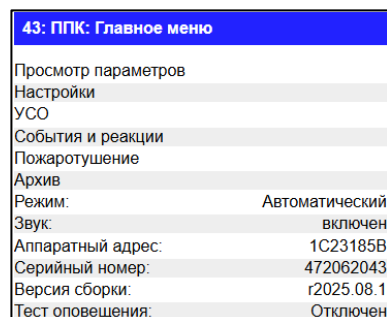 43: ППК: Главное меню
Просмотр параметров
Настройки
УСО
События и реакции
Пожаротушение
Архив
Режим: Автоматический
Звук: включен
Аппаратный адрес: 1C23185B
Серийный номер: 472062043
Версия сборки: r2025.08.1
Тест оповещения: Отключен